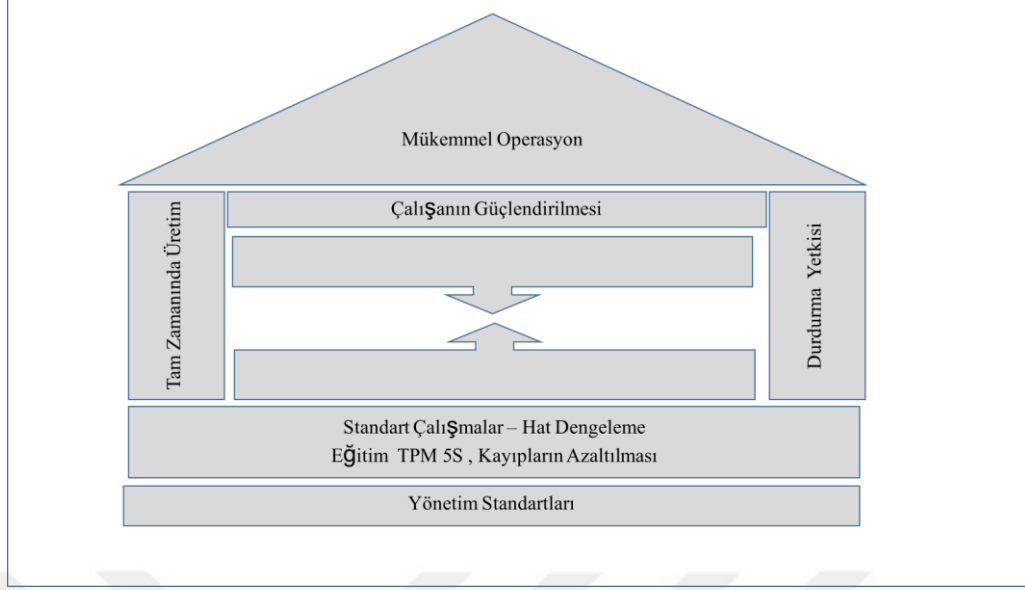 Mükemmel Operasyon
Çalışanın Güçlendirilmesi
Tam Zamanında Üretim
Durdurma Yetkisi
Standart Çalışmalar – Hat Dengeleme
Eğitim TPM 5S , Kayıpların Azaltılması
Yönetim Standartları